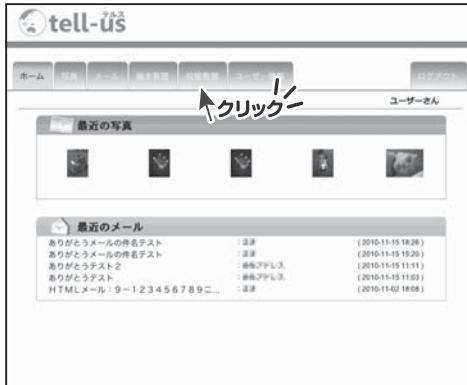 テルス
tell-üs
ホーム 写真 メール 端末管理 投稿管理 ログアウト
クリック
ユーザーさん
最近の写真
最近のメール
ありがとうメールの件名テスト (2010-11-15 18:26)
ありがとうメールの件名テスト (2010-11-15 15:20)
ありがとうテスト2 (2010-11-15 11:11)
ありがとうテスト (2010-11-15 11:03)
HTMLメール:9-123456789二... (2010-11-02 18:08)